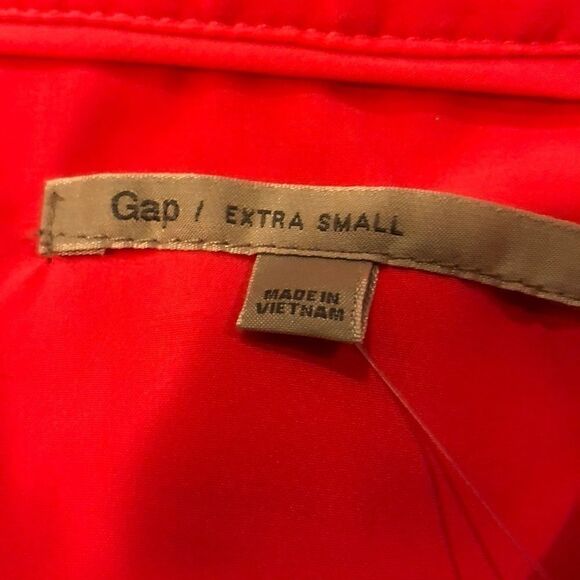 Gap / EXTRA SMALL
MADE IN
VIETNAM